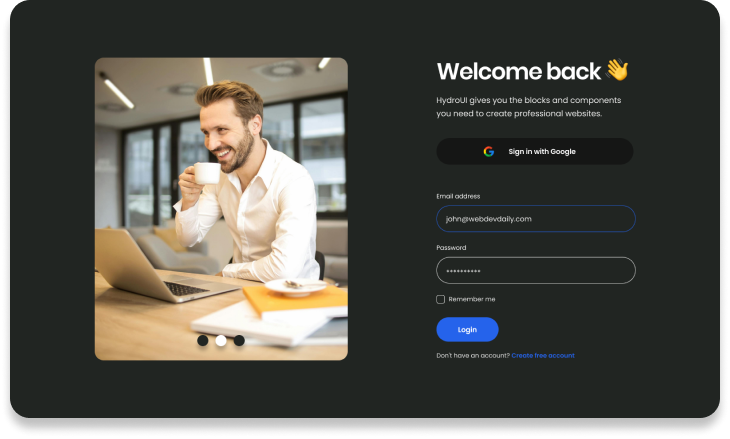 Welcome back 👋
HydroUI gives you the blocks and components
you need to create professional websites.
Sign in with Google
Email address
john@webdevdaily.com
Password
••••••••••
Remember me
Login
Don't have an account? Create free account